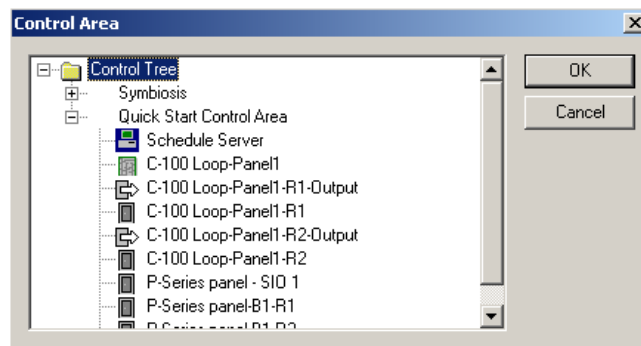 Control Area
Control Tree
OK
Symbiosis
Cancel
Quick Start Control Area
Schedule Server
C-100 Loop-Panel1
C-100 Loop-Panel1-R1-Output
C-100 Loop-Panel1-R1
C-100 Loop-Panel1-R2-Output
C-100 Loop-Panel1-R2
P-Series panel - SIO 1
P-Series panel-B1-R1